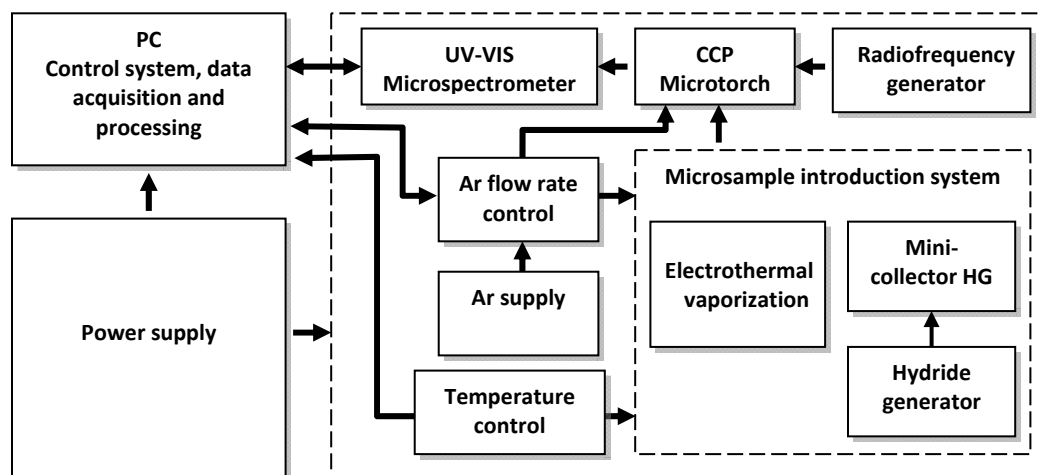 PC
Control system, data
acquisition and
processing
UV-VIS
Microspectrometer
CCP
Microtorch
Radiofrequency
generator
Ar flow rate
control
Microsample introduction system
Electrothermal
vaporization
Mini-
collector HG
Ar supply
Power supply
Hydride
generator
Temperature
control